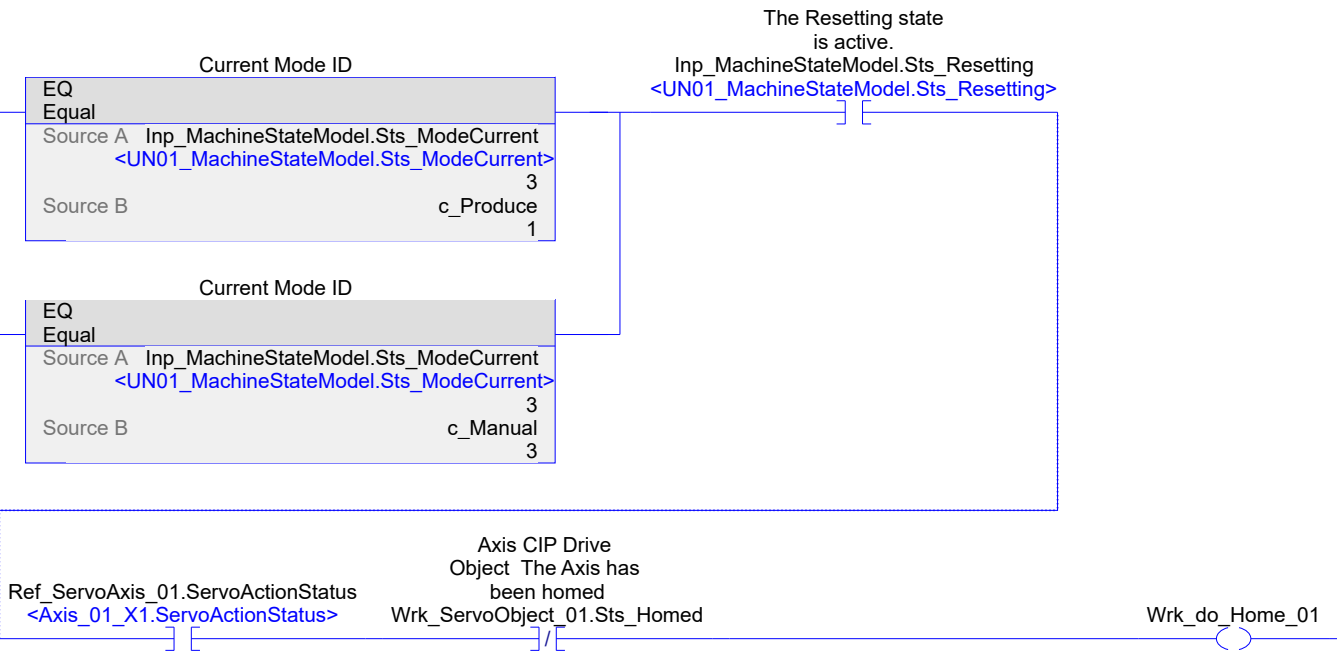 The Resetting state
is active.
Current Mode ID
Inp_MachineStateModel.Sts_Resetting
<UN01_MachineStateModel.Sts_Resetting>
EQ
Equal
Source A Inp_MachineStateModel.Sts_ModeCurrent
<UN01_MachineStateModel.Sts_ModeCurrent>
3
Source B c_Produce
1
Current Mode ID
EQ
Equal
Source A Inp_MachineStateModel.Sts_ModeCurrent
<UN01_MachineStateModel.Sts_ModeCurrent>
3
Source B c_Manual
3
Axis CIP Drive
Object The Axis has
been homed
Ref_ServoAxis_01.ServoActionStatus
<Axis_01_X1.ServoActionStatus>
Wrk_ServoObject_01.Sts_Homed
Wrk_do_Home_01